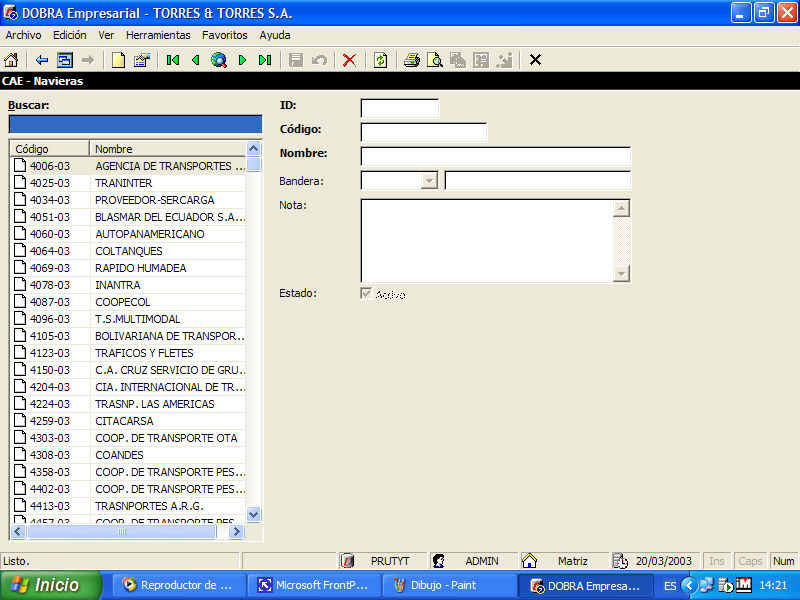 DOBRA Empresarial - TORRES & TORRES S.A.
Archivo Edición Ver Herramientas Favoritos Ayuda
CAE - Navieras
Buscar:
Código Nombre
4006-03 AGENCIA DE TRANSPORTES ...
4025-03 TRANINTER
4034-03 PROVEEDOR-SERCARGA
4051-03 BLASMAR DEL ECUADOR S.A...
4060-03 AUTOPANAMERICANO
4064-03 COLTANQUES
4069-03 RAPIDO HUMADEA
4078-03 INANTRA
4087-03 COOPECOL
4096-03 T.S.MULTIMODAL
4105-03 BOLIVARIANA DE TRANSPOR...
4123-03 TRAFICOS Y FLETES
4150-03 C.A. CRUZ SERVICIO DE GRU...
4204-03 CIA. INTERNACIONAL DE TR...
4224-03 TRASNP. LAS AMERICAS
4259-03 CITACARSA
4303-03 COOP. DE TRANSPORTE OTA
4308-03 COANDES
4358-03 COOP. DE TRANSPORTE PES...
4402-03 COOP. DE TRANSPORTE PES...
4413-03 TRASNPORTES A.R.G.
4457-03 COOP. DE TRANSPORTE PES
ID:
Código:
Nombre:
Bandera:
Nota:
Estado: Activo
Listo. PRUTYT ADMIN Matriz 20/03/2003 Ins Caps Num
Inicio Reproductor de ... Microsoft FrontP... Dibujo - Paint DOBRA Empresa... ES 14:21